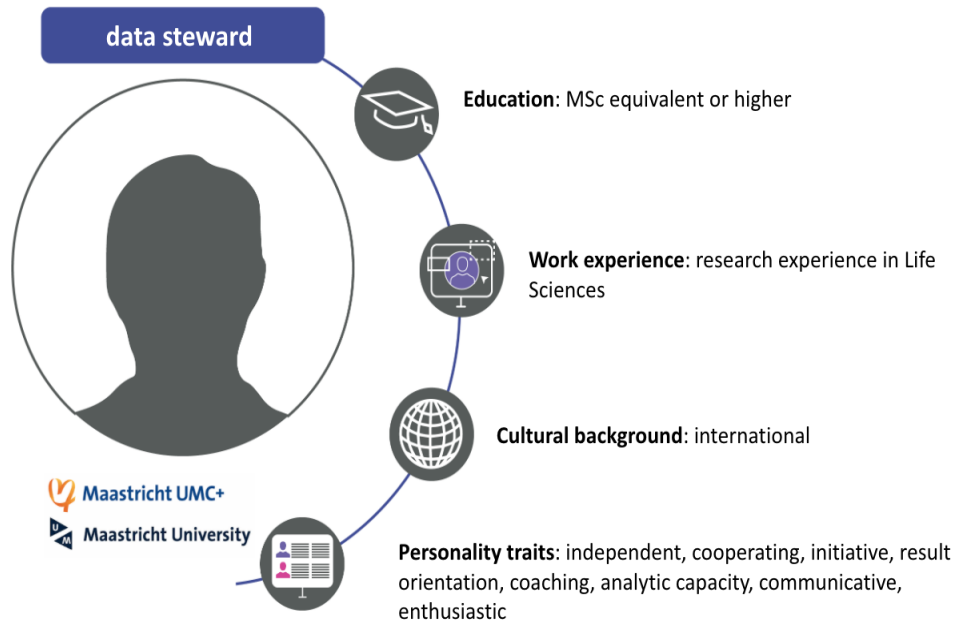 data steward
Education: MSc equivalent or higher
Work experience: research experience in Life
Sciences
Cultural background: international
Maastricht UMC+
UM
Maastricht University
Personality traits: independent, cooperating, initiative, result
orientation, coaching, analytic capacity, communicative,
enthusiastic